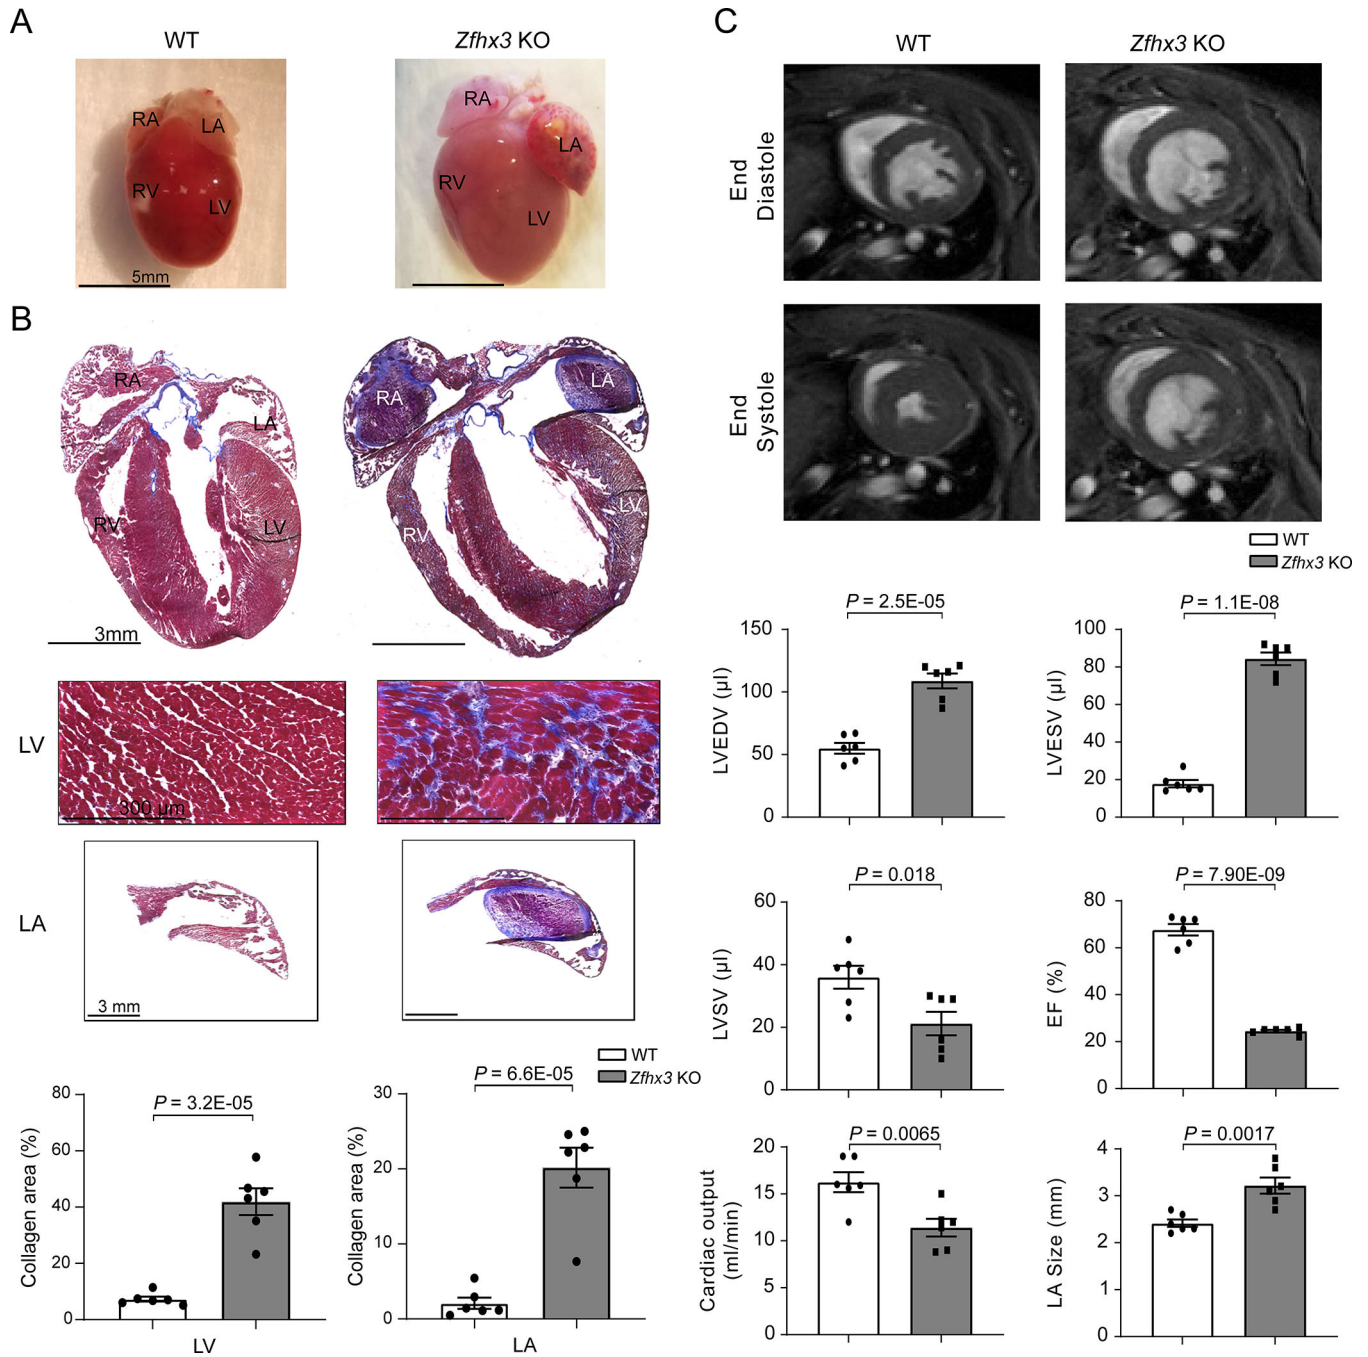 A
WT
Zfhx3 KO
RA
LA
RV
LV
5mm
RA
LA
RV
LV
B
RA
LA
RV
LV
3mm
RA
LA
RV
LV
LV
300 µm
LA
3 mm
WT
Zfhx3 KO
80
60
40
20
0
Collagen area (%)
P = 3.2E-05
LV
30
20
10
0
Collagen area (%)
P = 6.6E-05
LA
C
WT
Zfhx3 KO
End
Diastole
End
Systole
WT
Zfhx3 KO
P = 2.5E-05
150
100
50
0
LVEDV (µl)
P = 1.1E-08
100
80
60
40
20
0
LVESV (µl)
P = 0.018
60
40
20
0
LVSV (µl)
P = 7.90E-09
80
60
40
20
0
EF (%)
P = 0.0065
20
15
10
5
0
Cardiac output
(ml/min)
P = 0.0017
4
3
2
1
0
LA Size (mm)